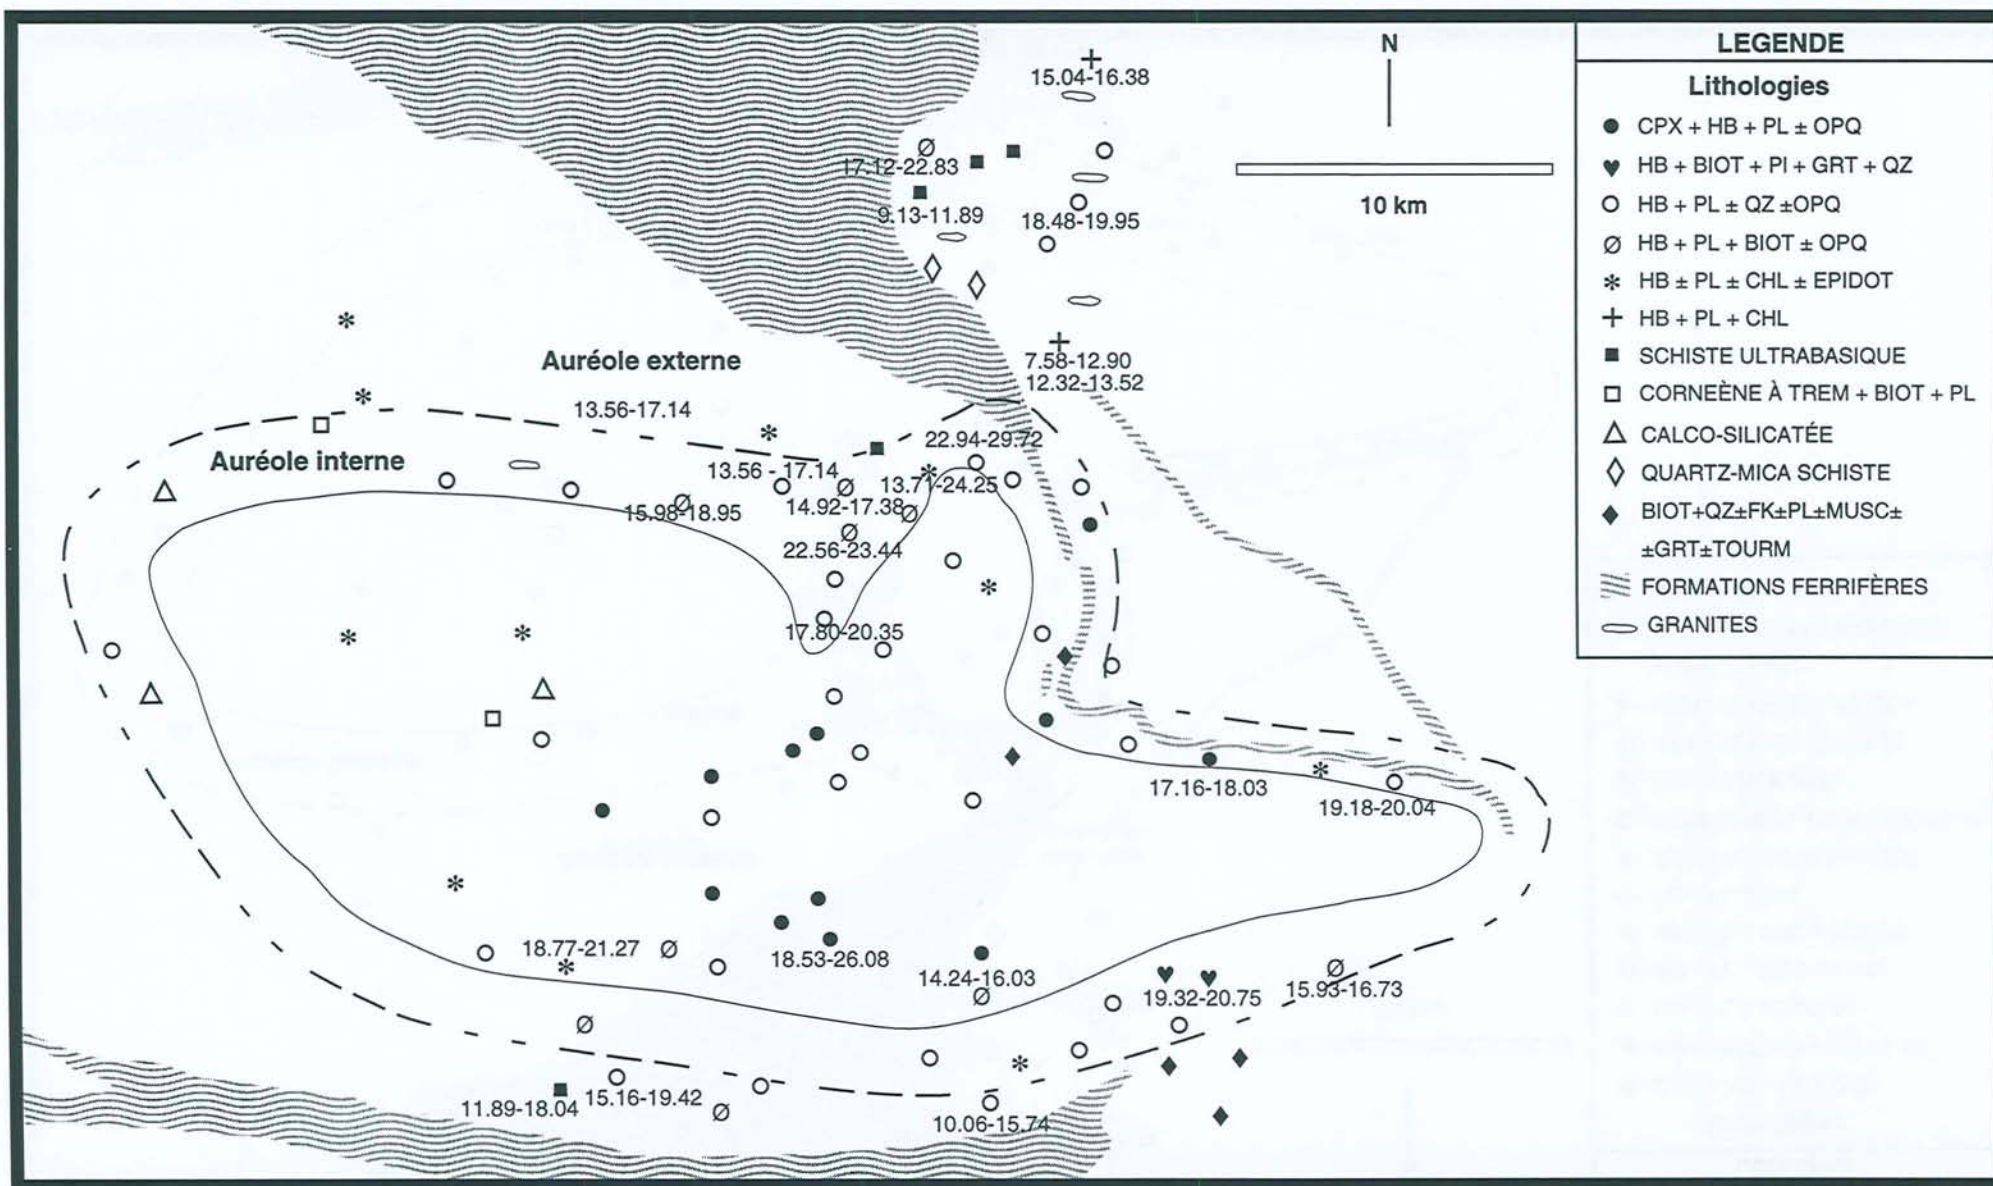 15.04-16.38
17.12-22.83
9.13-11.89
18.48-19.95
N
10 km
7.58-12.90
12.32-13.52
Auréole externe
13.56-17.14
22.94-29.72
Auréole interne
13.56 - 17.14
13.71-24.25
15.98-18.95
14.92-17.38
22.56-23.44
17.80-20.35
17.16-18.03
19.18-20.04
18.77-21.27
18.53-26.08
14.24-16.03
19.32-20.75
15.93-16.73
11.89-18.04
15.16-19.42
10.06-15.74
LEGENDE
Lithologies
CPX + HB + PL ± OPQ
HB + BIOT + Pl + GRT + QZ
HB + PL ± QZ ±OPQ
HB + PL + BIOT ± OPQ
HB ± PL ± CHL ± EPIDOT
HB + PL + CHL
SCHISTE ULTRABASIQUE
CORNEÈNE À TREM + BIOT + PL
CALCO-SILICATÉE
QUARTZ-MICA SCHISTE
BIOT+QZ±FK±PL±MUSC±
±GRT±TOURM
FORMATIONS FERRIFÈRES
GRANITES